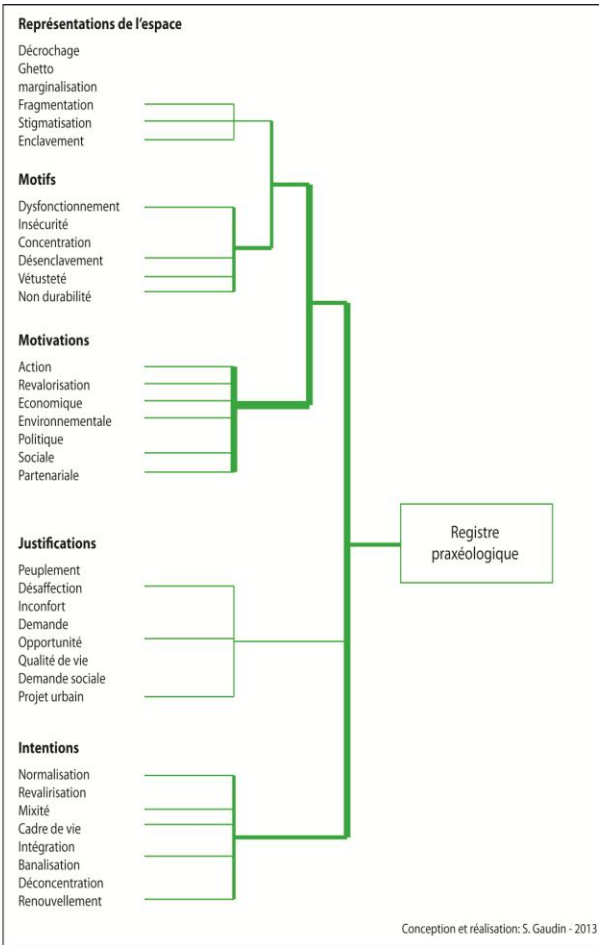 Représentations de l’espace
Décrochage
Ghetto
marginalisation
Fragmentation
Stigmatisation
Enclavement
Motifs
Dysfonctionnement
Insécurité
Concentration
Désenclavement
Vétusteté
Non durabilité
Motivations
Action
Revalorisation
Economique
Environnementale
Politique
Sociale
Partenariale
Justifications
Peuplement
Désaffection
Inconfort
Demande
Opportunité
Qualité de vie
Demande sociale
Projet urbain
Intentions
Normalisation
Revalirisation
Mixité
Cadre de vie
Intégration
Banalisation
Déconcentration
Renouvellement
Registre
praxéologique
Conception et réalisation: S. Gaudin - 2013